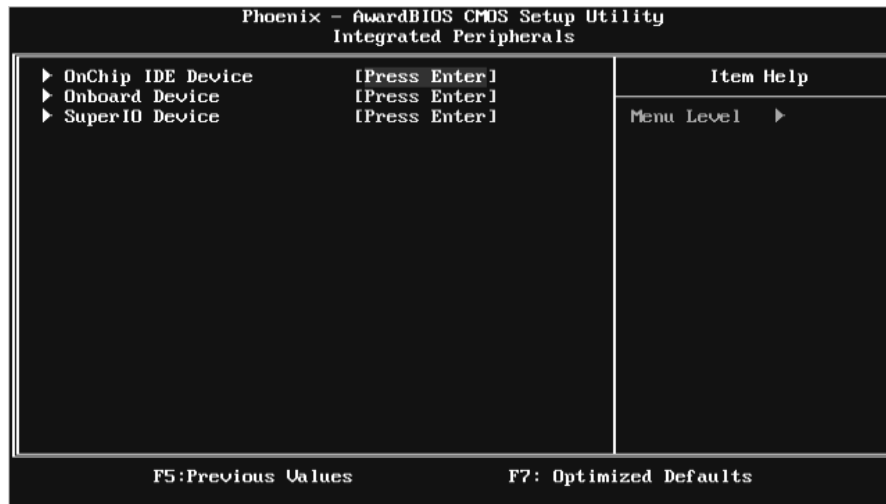 Phoenix – AwardBIOS CMOS Setup Utility
Integrated Peripherals
OnChip IDE Device [Press Enter]
Onboard Device [Press Enter]
SuperIO Device [Press Enter]
Item Help
Menu Level
F5:Previous Values F7: Optimized Defaults